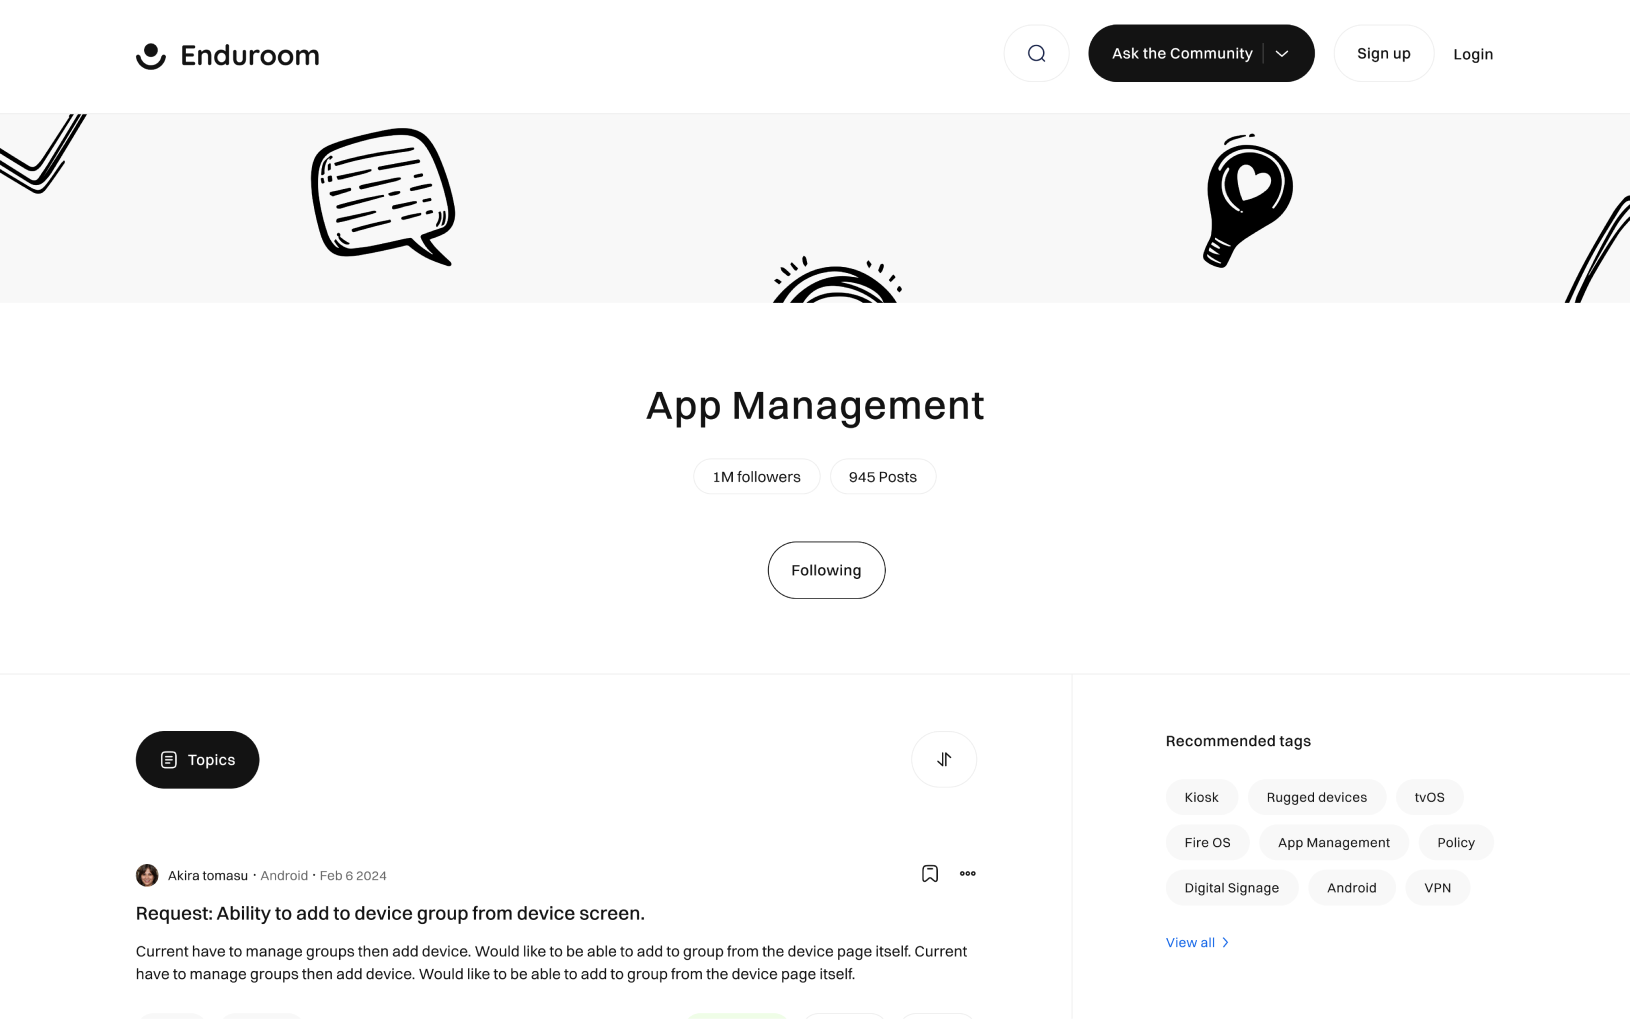 Enduroom
Ask the Community
Sign up
Login
App Management
1M followers
945 Posts
Following
Topics
Akira tomasu · Android · Feb 6 2024
Request: Ability to add to device group from device screen.
Current have to manage groups then add device. Would like to be able to add to group from the device page itself. Current
have to manage groups then add device. Would like to be able to add to group from the device page itself.
Recommended tags
Kiosk
Rugged devices
tvOS
Fire OS
App Management
Policy
Digital Signage
Android
VPN
View all